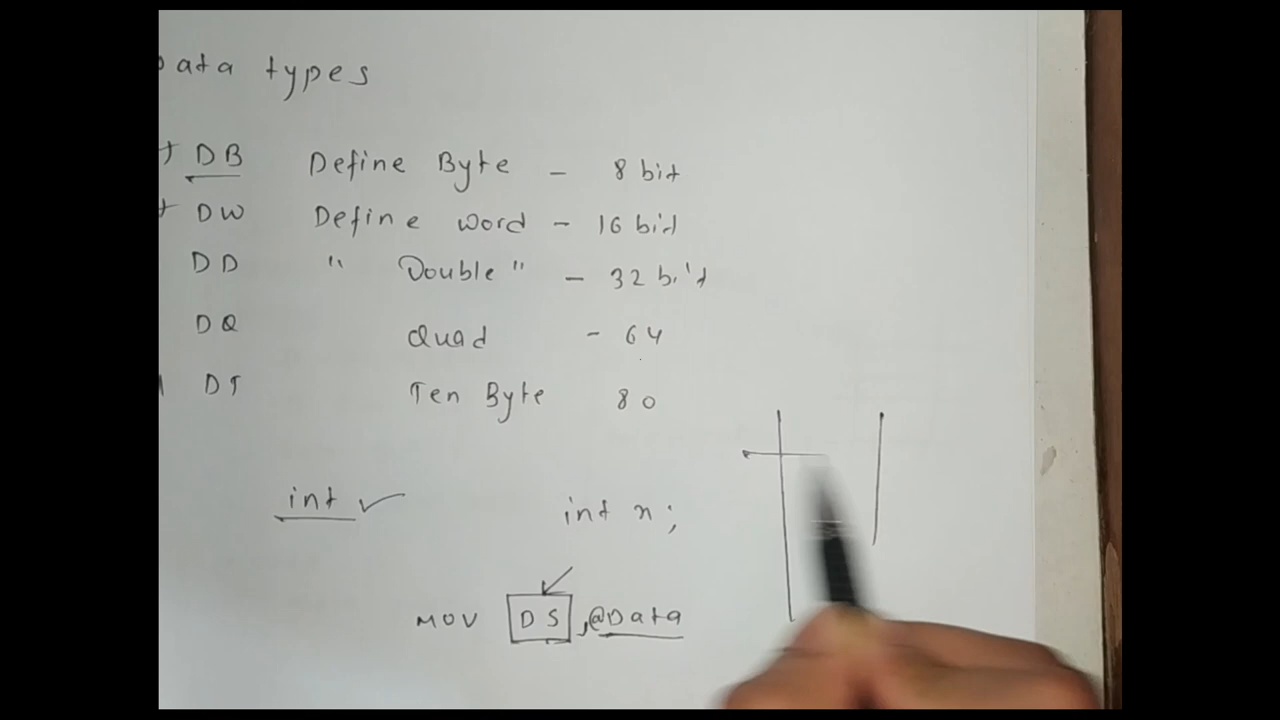 ata types
DB Define Byte - 8 bit
DW Define word - 16 bit
DD " Double " - 32 bit
DQ Quad - 64
DT Ten Byte 80
int ✓ int n;
MOV DS ,@Data